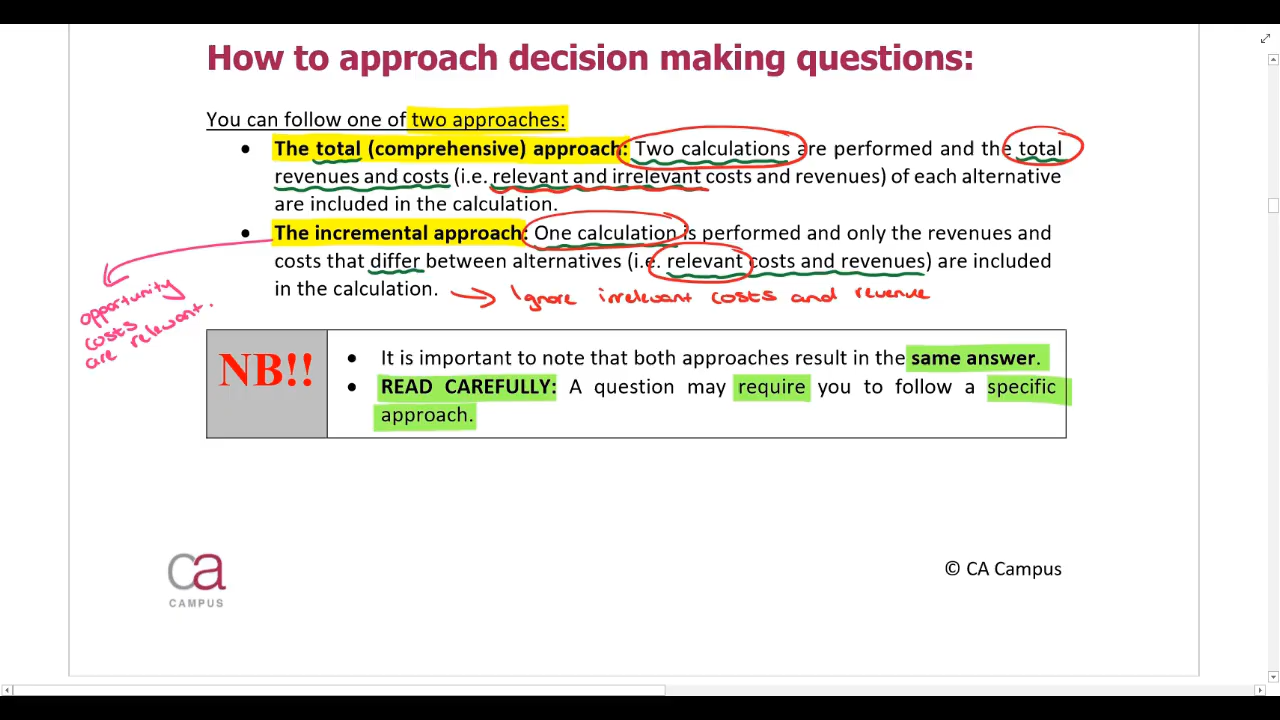 How to approach decision making questions:
You can follow one of two approaches:
• The total (comprehensive) approach: Two calculations are performed and the total
revenues and costs (i.e. relevant and irrelevant costs and revenues) of each alternative
are included in the calculation.
• The incremental approach: One calculation is performed and only the revenues and
costs that differ between alternatives (i.e. relevant costs and revenues) are included
in the calculation. → Ignore irrelevant costs and revenue
opportunity
costs
are relevant.
NB!!
• It is important to note that both approaches result in the same answer.
• READ CAREFULLY: A question may require you to follow a specific
approach.
ca
CAMPUS
© CA Campus